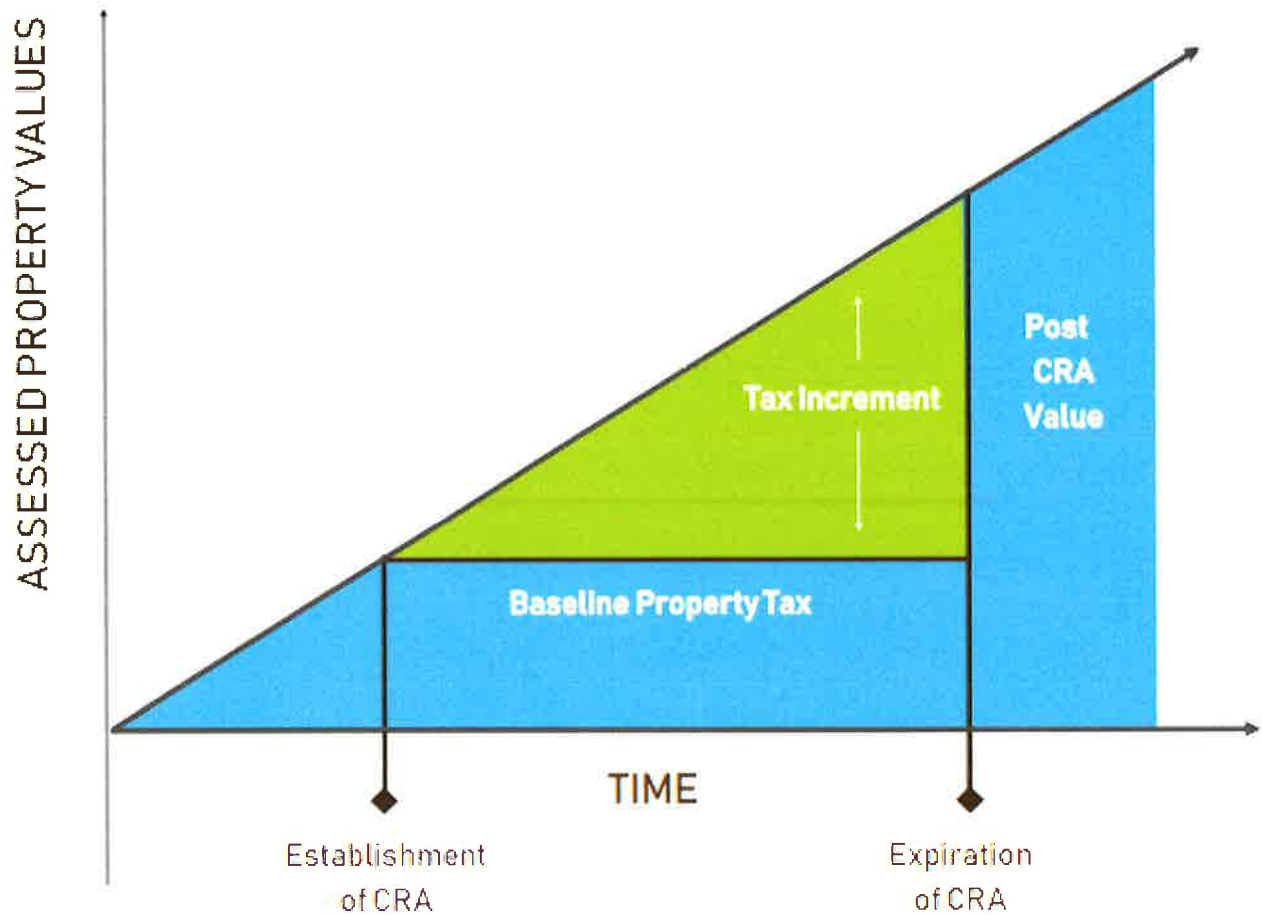 ASSESSED PROPERTY VALUES
Tax Increment
Post
CRA
Value
Baseline Property Tax
TIME
Establishment
of CRA
Expiration
of CRA